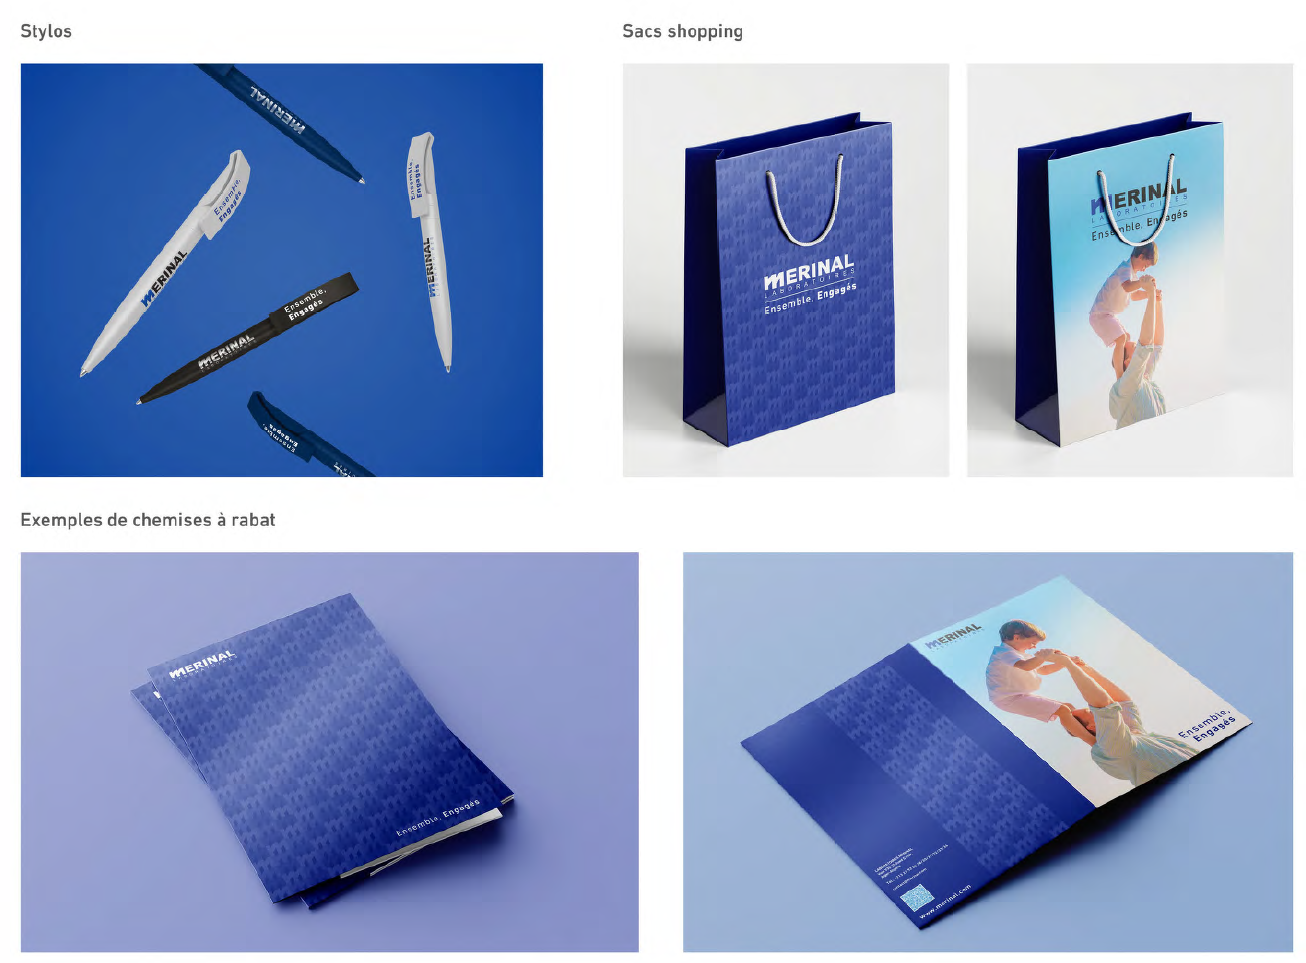 Stylos
Sacs shopping
MERINAL
Ensemble,
Engagés
MERINAL
Ensemble,
Engagés
MERINAL
Ensemble,
Engagés
MERINAL
Ensemble,
Engagés
MERINAL
LABORATOIRES
Ensemble, Engagés
MERINAL
LABORATOIRES
Ensemble, Engagés
Exemples de chemises à rabat
MERINAL
LABORATOIRES
Ensemble, Engagés
MERINAL
LABORATOIRES
Ensemble,
Engagés
www.merinal.com